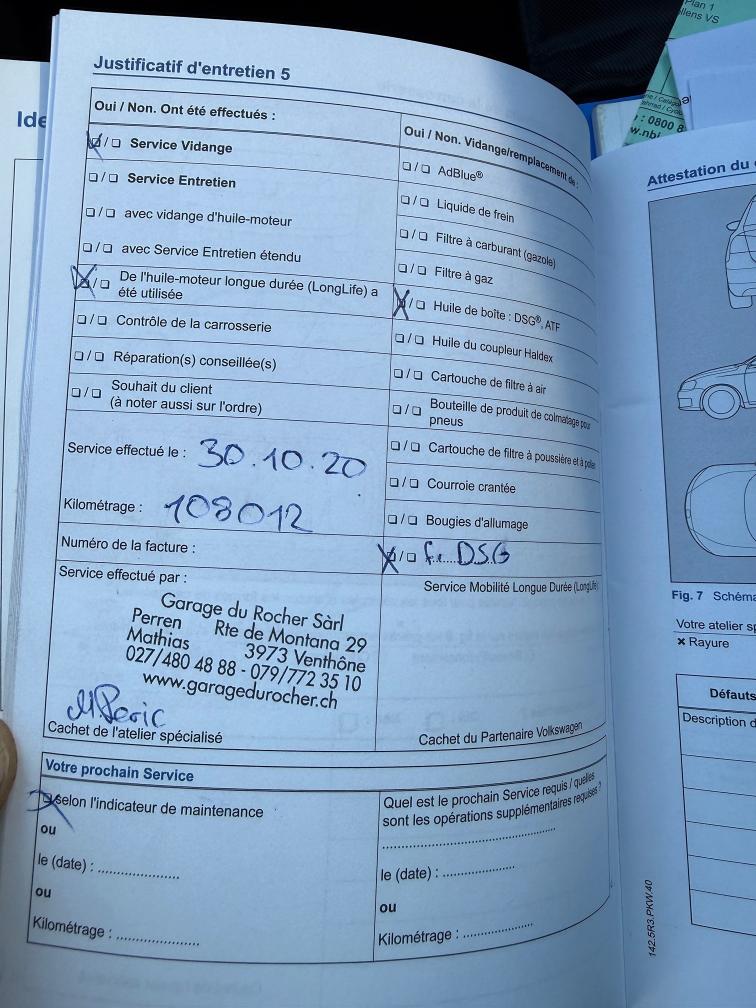 Plan 1
llens VS
: 0800 8
Ide
Justificatif d'entretien 5
Oui / Non. Ont été effectués :
❏/❏ Service Vidange
❏/❏ Service Entretien
❏/❏ avec vidange d'huile-moteur
❏/❏ avec Service Entretien étendu
❏/❏ De l'huile-moteur longue durée (LongLife) a
été utilisée
❏/❏ Contrôle de la carrosserie
❏/❏ Réparation(s) conseillée(s)
❏/❏ Souhait du client
(à noter aussi sur l'ordre)
Service effectué le : 30.10.20
Kilométrage : 108012
Numéro de la facture :
Service effectué par :
Garage du Rocher Sàrl
Perren Rte de Montana 29
Mathias 3973 Venthône
027/480 48 88 - 079/772 35 10
www.garagedurocher.ch
Cachet de l'atelier spécialisé
Oui / Non. Vidange/remplacement de :
❏/❏ AdBlue®
❏/❏ Liquide de frein
❏/❏ Filtre à carburant (gazole)
❏/❏ Filtre à gaz
❏/❏ Huile de boîte : DSG®, ATF
❏/❏ Huile du coupleur Haldex
❏/❏ Cartouche de filtre à air
❏/❏ Bouteille de produit de colmatage pour
pneus
❏/❏ Cartouche de filtre à poussière et à pollen
❏/❏ Courroie crantée
❏/❏ Bougies d'allumage
❏/❏ DSG
Service Mobilité Longue Durée (LongLife)
Cachet du Partenaire Volkswagen
Votre prochain Service
❏ selon l'indicateur de maintenance
ou
le (date) : ....................
ou
Kilométrage : ....................
Quel est le prochain Service requis / quelles
sont les opérations supplémentaires requises ?
........................................
le (date) : ..................
ou
Kilométrage : .................
142.5R3.PKW.40
Attestation du
Fig. 7 Schéma
Votre atelier sp
× Rayure
Défauts
Description d